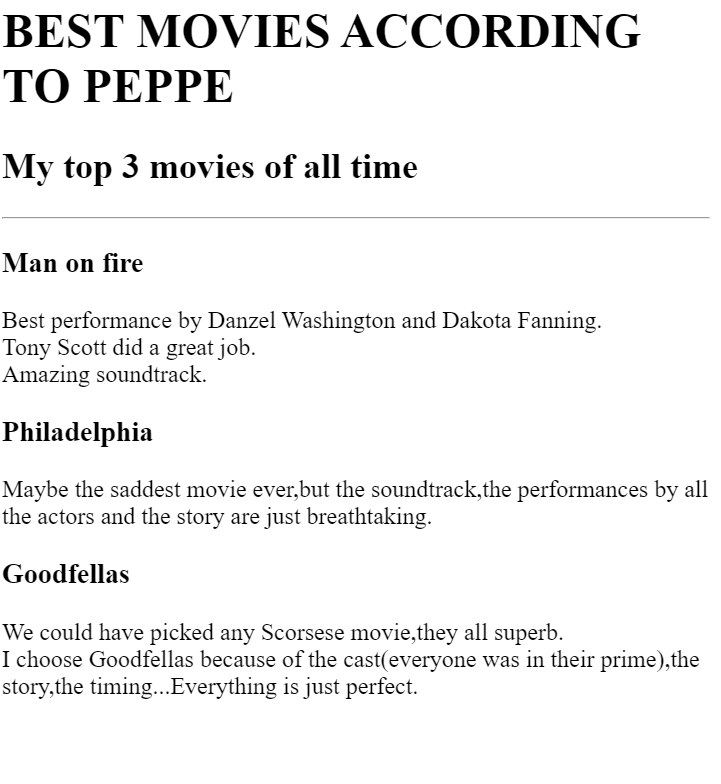 BEST MOVIES ACCORDING
TO PEPPE
My top 3 movies of all time
Man on fire
Best performance by Danzel Washington and Dakota Fanning.
Tony Scott did a great job.
Amazing soundtrack.
Philadelphia
Maybe the saddest movie ever,but the soundtrack,the performances by all
the actors and the story are just breathtaking.
Goodfellas
We could have picked any Scorsese movie,they all superb.
I choose Goodfellas because of the cast(everyone was in their prime),the
story,the timing...Everything is just perfect.